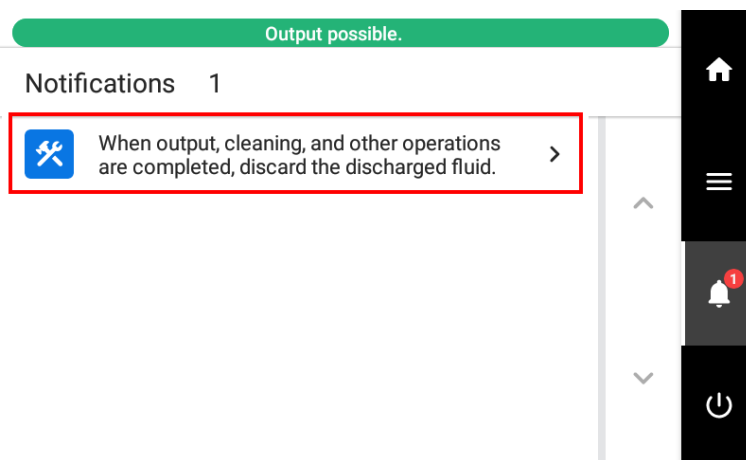 Output possible.
Notifications 1
When output, cleaning, and other operations
are completed, discard the discharged fluid.
1